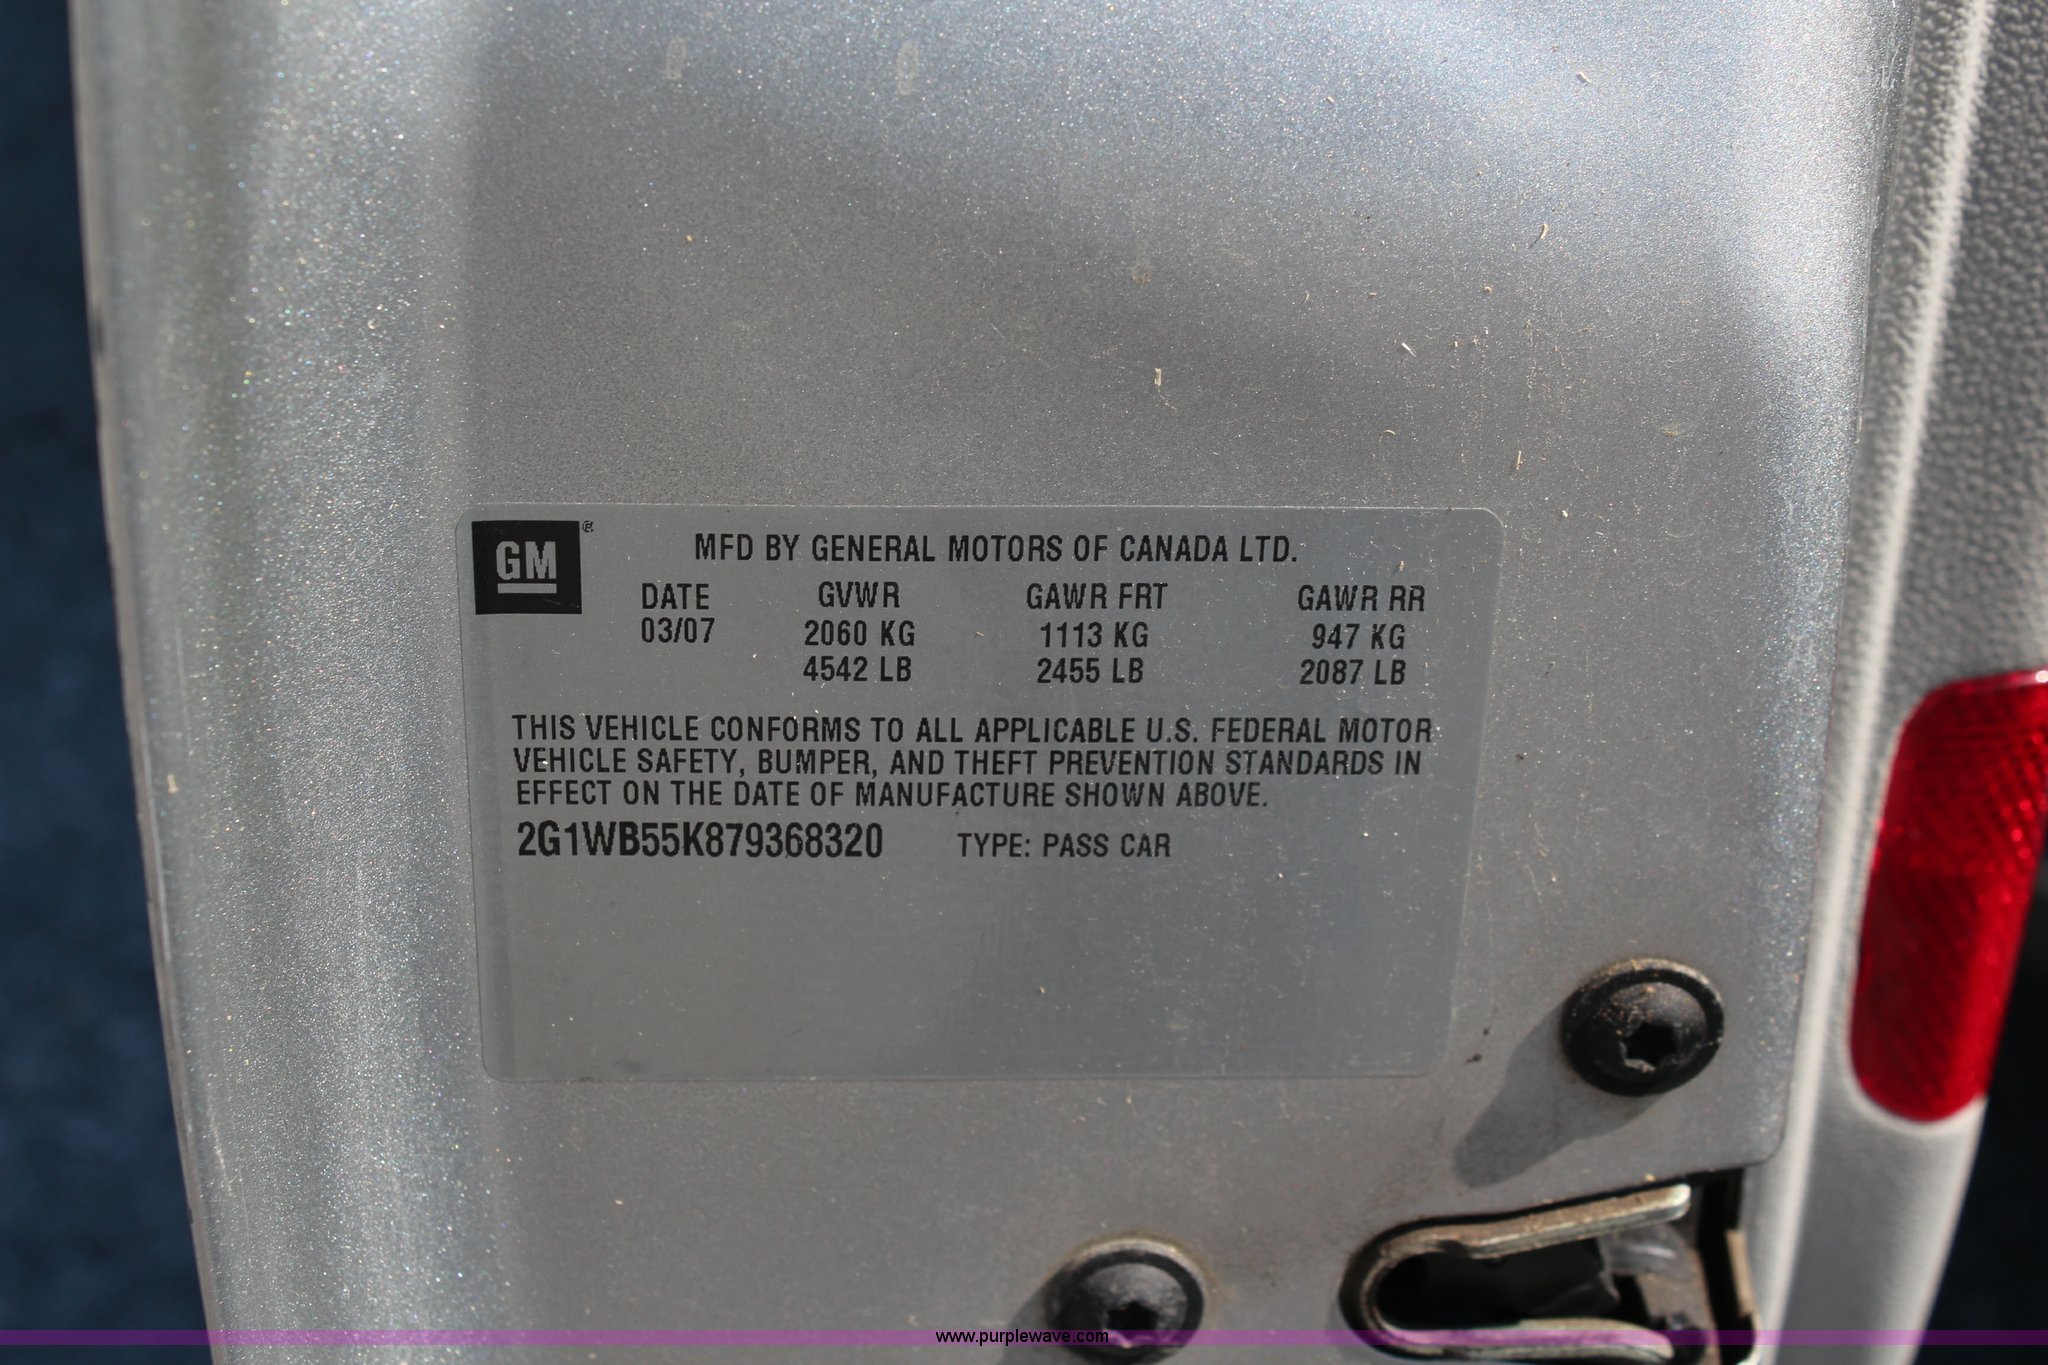 GM ®
MFD BY GENERAL MOTORS OF CANADA LTD.
DATE GVWR GAWR FRT GAWR RR
03/07 2060 KG 1113 KG 947 KG
4542 LB 2455 LB 2087 LB
THIS VEHICLE CONFORMS TO ALL APPLICABLE U.S. FEDERAL MOTOR
VEHICLE SAFETY, BUMPER, AND THEFT PREVENTION STANDARDS IN
EFFECT ON THE DATE OF MANUFACTURE SHOWN ABOVE.
2G1WB55K879368320 TYPE: PASS CAR
www.purplewave.com